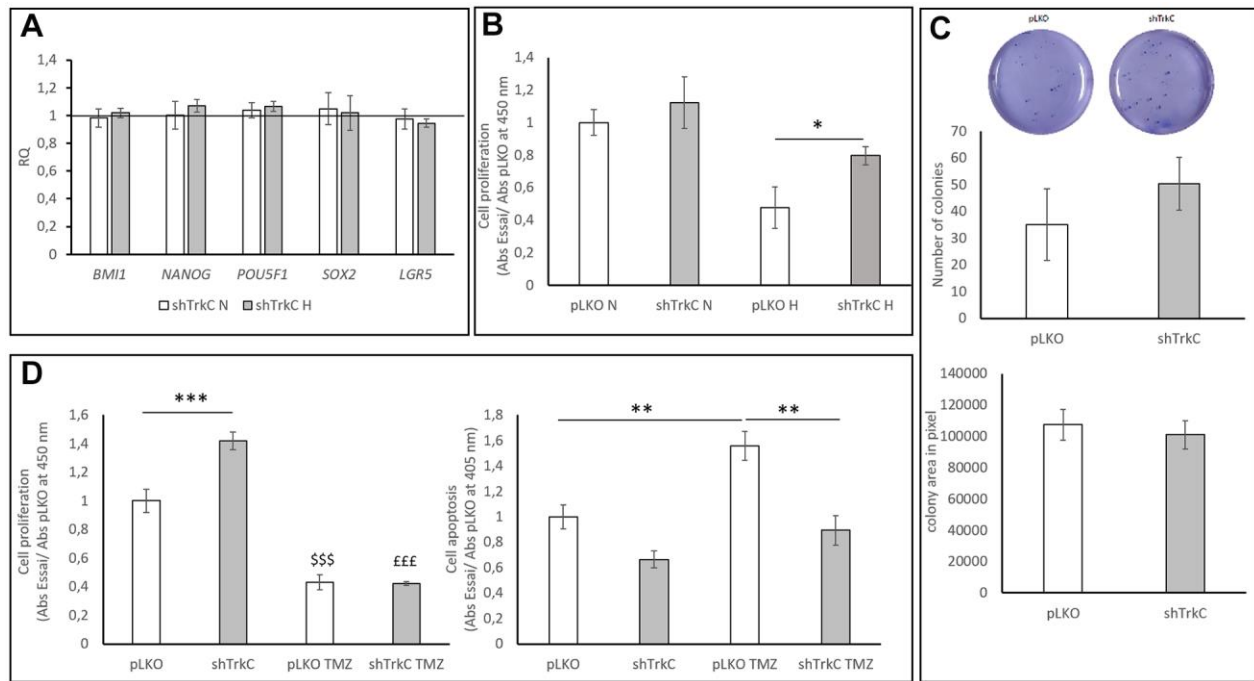 A
1,4
1,2
1
0,8
0,6
0,4
0,2
0
RQ
BMI1 NANOG POU5F1 SOX2 LGR5
shTrkC N shTrkC H
B
1,4
1,2
1
0,8
0,6
0,4
0,2
0
Cell proliferation
(Abs Essai/ Abs pLKO at 450 nm
*
pLKO N shTrkC N pLKO H shTrkC H
C
pLKO shTrkC
70
60
50
40
30
20
10
0
Number of colonies
pLKO shTrkC
140000
120000
100000
80000
60000
40000
20000
0
colony area in pixel
pLKO shTrkC
D
1,6
1,4
1,2
1
0,8
0,6
0,4
0,2
0
Cell proliferation
(Abs Essai/ Abs pLKO at 450 nm)
***
$$$ £££
pLKO shTrkC pLKO TMZ shTrkC TMZ
1,8
1,6
1,4
1,2
1
0,8
0,6
0,4
0,2
0
Cell apoptosis
(Abs Essai/ Abs pLKO at 405 nm)
** **
pLKO shTrkC pLKO TMZ shTrkC TMZ